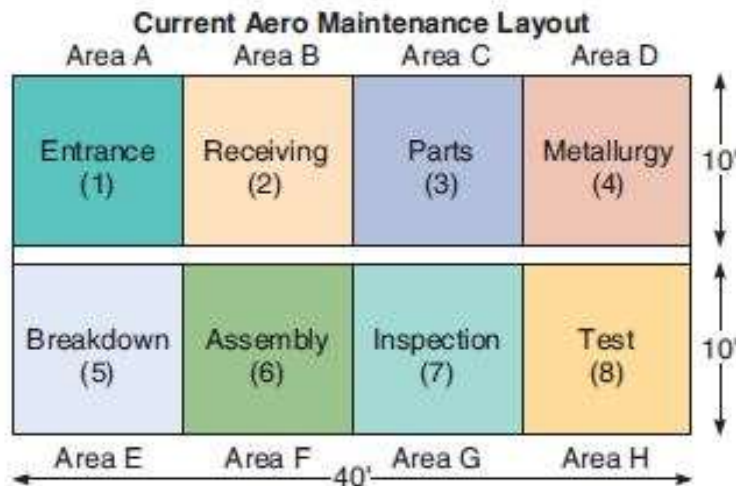 Current Aero Maintenance Layout
Area A Area B Area C Area D
Entrance Receiving Parts Metallurgy
(1) (2) (3) (4)
10'
Breakdown Assembly Inspection Test
(5) (6) (7) (8)
10'
Area E Area F Area G Area H
40'